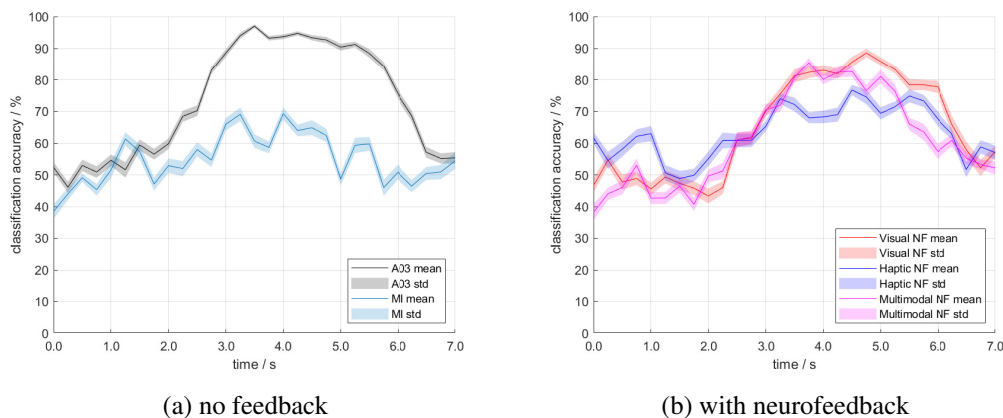 100
90
80
70
60
50
40
30
20
10
0
classification accuracy / %
A03 mean
A03 std
MI mean
MI std
0.0 1.0 2.0 3.0 4.0 5.0 6.0 7.0
time / s
(a) no feedback
100
90
80
70
60
50
40
30
20
10
0
classification accuracy / %
Visual NF mean
Visual NF std
Haptic NF mean
Haptic NF std
Multimodal NF mean
Multimodal NF std
0.0 1.0 2.0 3.0 4.0 5.0 6.0 7.0
time / s
(b) with neurofeedback